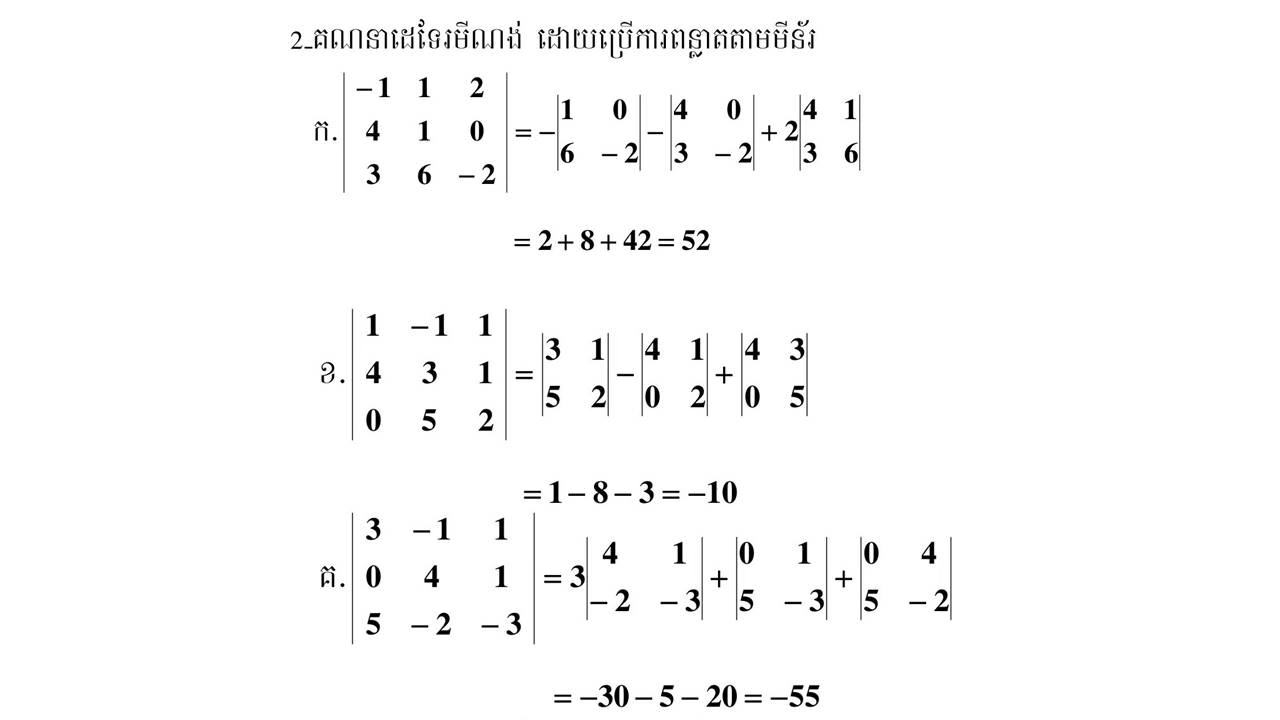 2_គណនាដេទែរមីណង់ ដោយប្រើការពន្លាតតាមមីន័រ
ក. | −1 1 2 | = −| 1 0 | − | 4 0 | + 2| 4 1 |
| 4 1 0 | | 6 −2 | | 3 −2 | | 3 6 |
| 3 6 −2 |
= 2 + 8 + 42 = 52
ខ. | 1 −1 1 | = | 3 1 | − | 4 1 | + | 4 3 |
| 4 3 1 | | 5 2 | | 0 2 | | 0 5 |
| 0 5 2 |
= 1 − 8 − 3 = −10
គ. | 3 −1 1 | = 3| 4 1 | + | 0 1 | + | 0 4 |
| 0 4 1 | | −2 −3 | | 5 −3 | | 5 −2 |
| 5 −2 −3 |
= −30 − 5 − 20 = −55